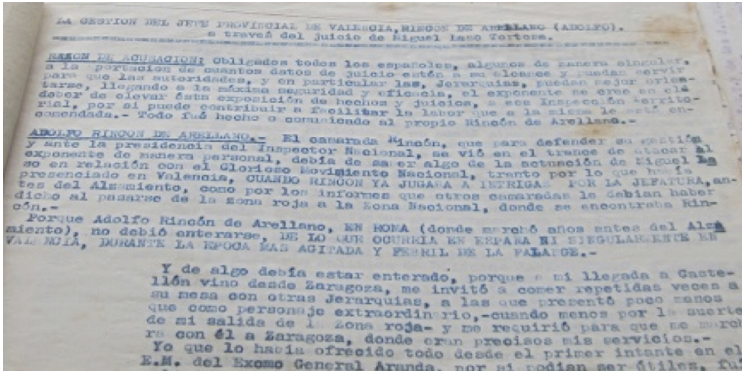 LA GESTION DEL JEFE PROVINCIAL DE VALENCIA, RINCON DE ARELLANO (ADOLFO).
a través del juicio de Miguel Tortosa.
RAZON DE ACUSACION: Obligados todos los españoles, algunos de manera singular,
a la portación de cuantos datos de juicio estén a su alcance y puedan servir
para que las autoridades, y en particular las, Jerarquias, puedan mejor orien-
tarse, llegando a la máxima seguridad y eficacia, el exponente se cree en el
deber de elevar ésta exposición de hechos y juicios, a esa Inspección Territo-
rial, por si puede contribuir a facilitar la labor que a la misma le está en-
comendada.- Todo fué hecho o comunicado al propio Rincón de Arellano.-
ADOLFO RINCON DE ARELLANO.- El camarada Rincón, que para defender su gestión
y ante la presidencia del Inspector Nacional, se vió en el trance de atacar al
exponente de manera personal, debía de saber algo de la actuación de Miguel
so en relación con el Glorioso Movimiento Nacional, tranto por lo que había
presenciado en Valencia, CUANDO RINCON YA JUGABA A INTRIGAS POR LA JEFATURA, an-
tes del Alzamiento, como por los informes que otros camaradas le debían haber
dicho al pasarse de la zona roja a la Zona Nacional, donde se encontraba Rin-
cón.-
Porque Adolfo Rincón de Arellano, EN ROMA (donde marchó años antes del Alza
miento), no debió enterarse, DE LO QUE OCURRIA EN ESPAÑA NI SINGULARMENTE EN
VALENCIA, DURANTE LA EPOCA MAS AGITADA Y FEBRIL DE LA FALANGE.-
Y de algo debía estar enterado, porque a mi llegada a Caste-
llón vino desde Zaragoza, me invitó a comer repetidas veces a
su mesa con otras Jerarquias, a las que presentó poco menos
que como personaje extraordinario,-cuando menos por la suerte
de mi salida de l zona roja- y me requirió para que me march
ra con él a Zaragoza, donde eran precisos mis servicios.-
Yo que lo había ofrecido todo desde el primer intante en el
E.M. del Excmo General Aranda, por si podían ser útiles, fui